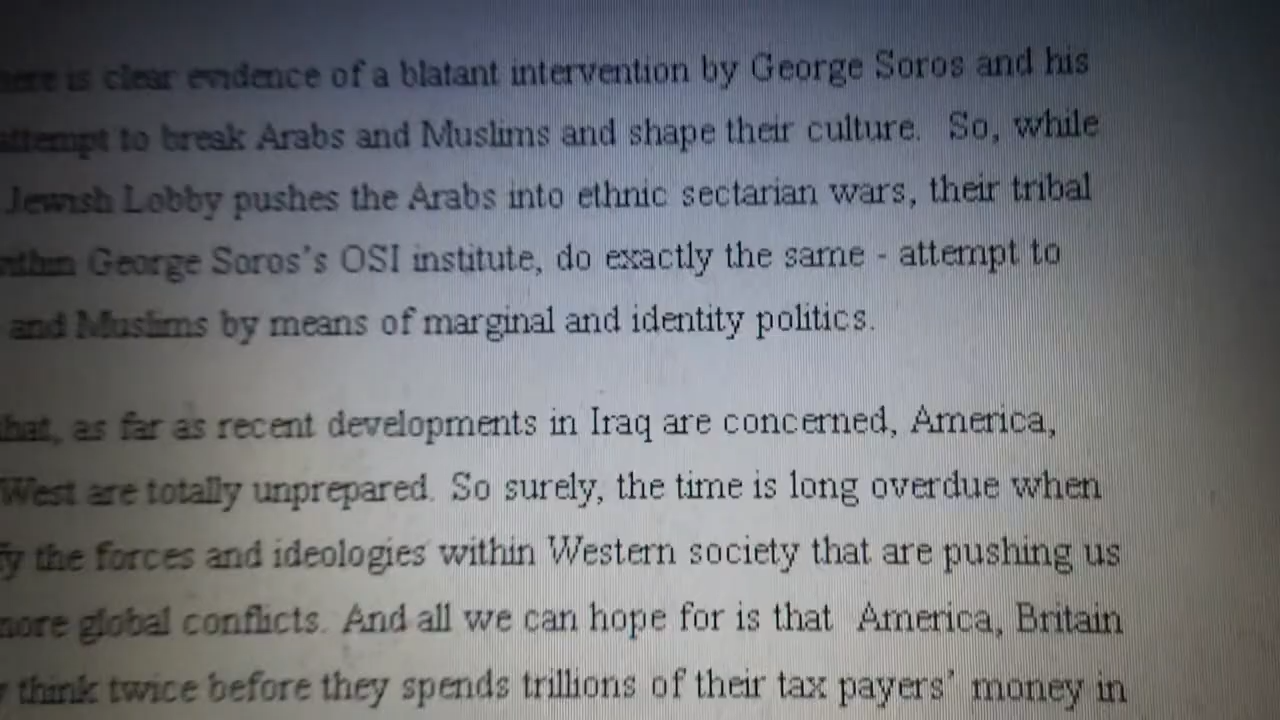 is clear evidence of a blatant intervention by George Soros and his
attempt to break Arabs and Muslims and shape their culture. So, while
Jewish Lobby pushes the Arabs into ethnic sectarian wars, their tribal
George Soros's OSI institute, do exactly the same - attempt to
and Muslims by means of marginal and identity politics.
that, as far as recent developments in Iraq are concerned, America,
West are totally unprepared. So surely, the time is long overdue when
the forces and ideologies within Western society that are pushing us
more global conflicts. And all we can hope for is that America, Britain
think twice before they spends trillions of their tax payers' money in